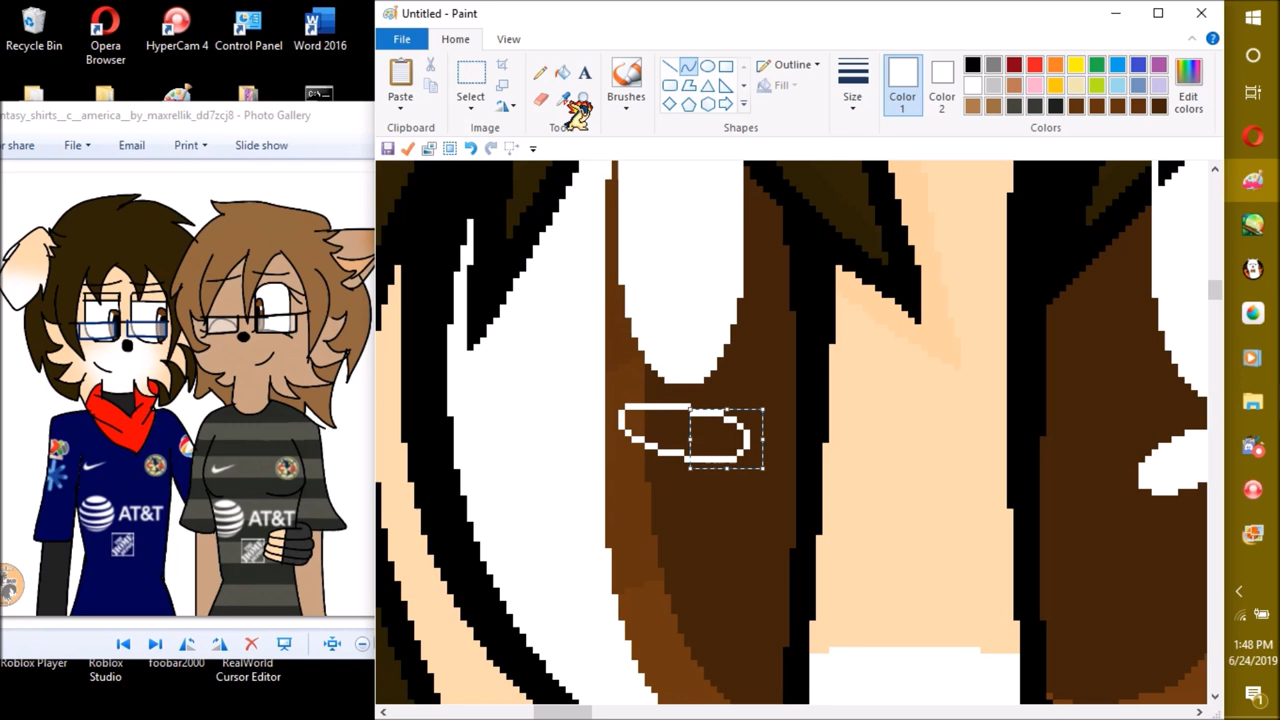 Recycle Bin
Opera Browser
HyperCam 4
Control Panel
Word 2016
Untitled - Paint
File
Home
View
Paste
Clipboard
Select
Image
Brushes
Shapes
Outline
Fill
Size
Color 1
Color 2
Edit colors
Colors
ntasy_shirts__c__america__by_maxrellik_dd7zcj8 - Photo Gallery
or share
File
Email
Print
Slide show
AT&T
AT&T
Roblox Player
Roblox Studio
foobar2000
RealWorld Cursor Editor
1:48 PM
6/24/2019